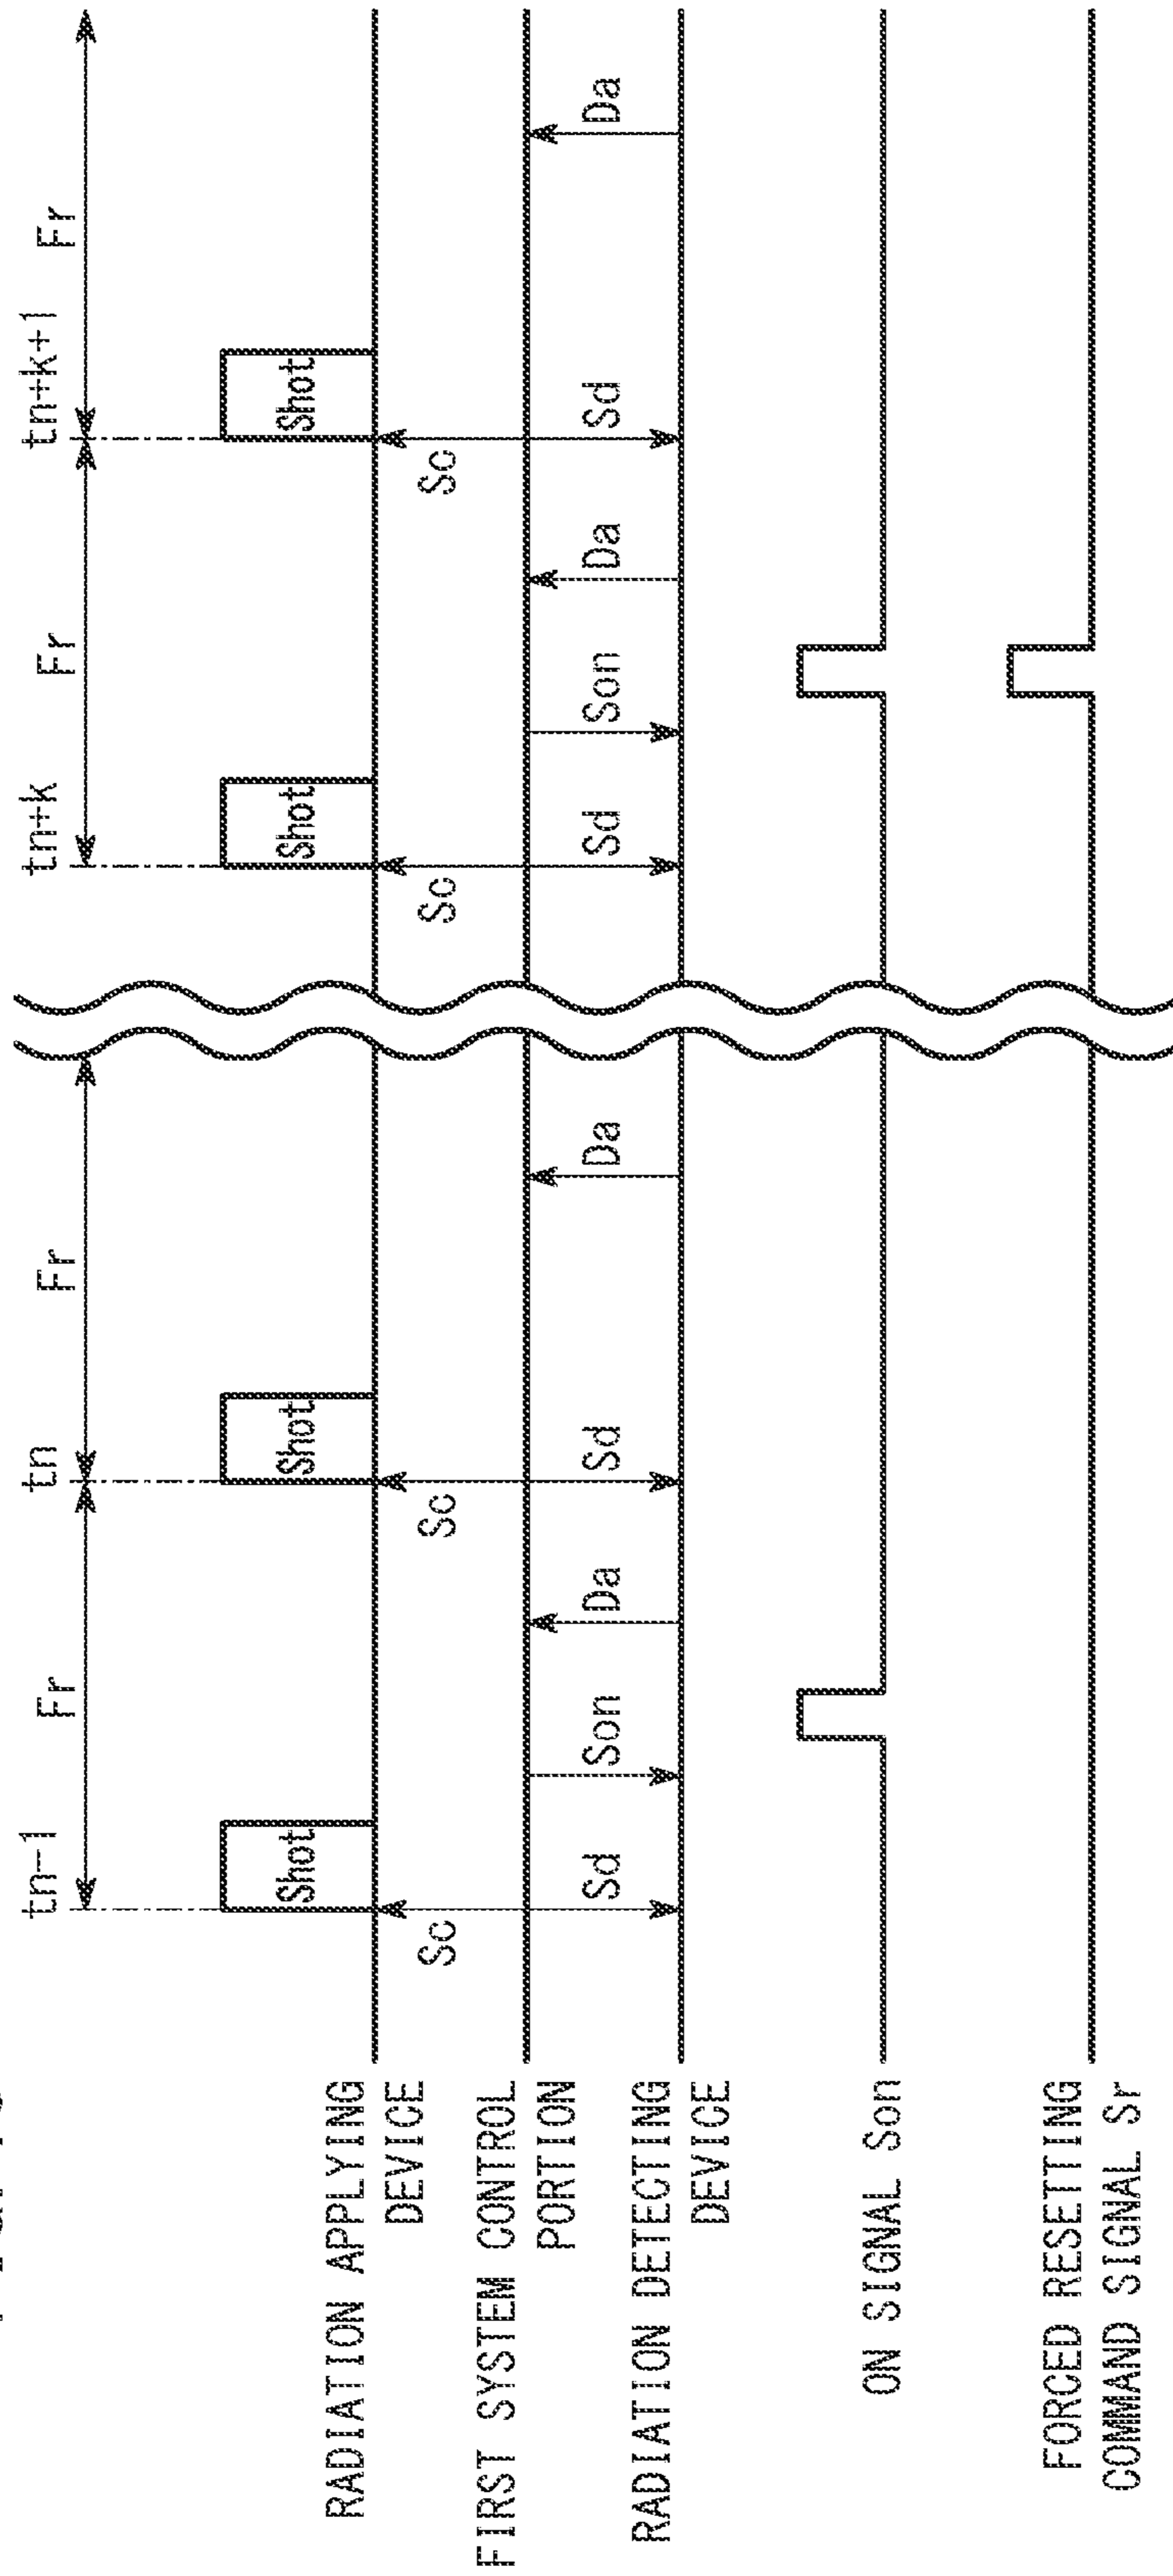 tn-1
tn
tn+k
tn+k+1
Fr
Fr
Fr
Fr
Shot
Shot
Shot
Shot
RADIATION APPLYING
DEVICE
Sc
Sc
Sc
Sc
FIRST SYSTEM CONTROL
PORTION
Sd
Son
Da
Sd
Da
Sd
Son
Da
Sd
Da
RADIATION DETECTING
DEVICE
ON SIGNAL Son
FORCED RESETTING
COMMAND SIGNAL Sr